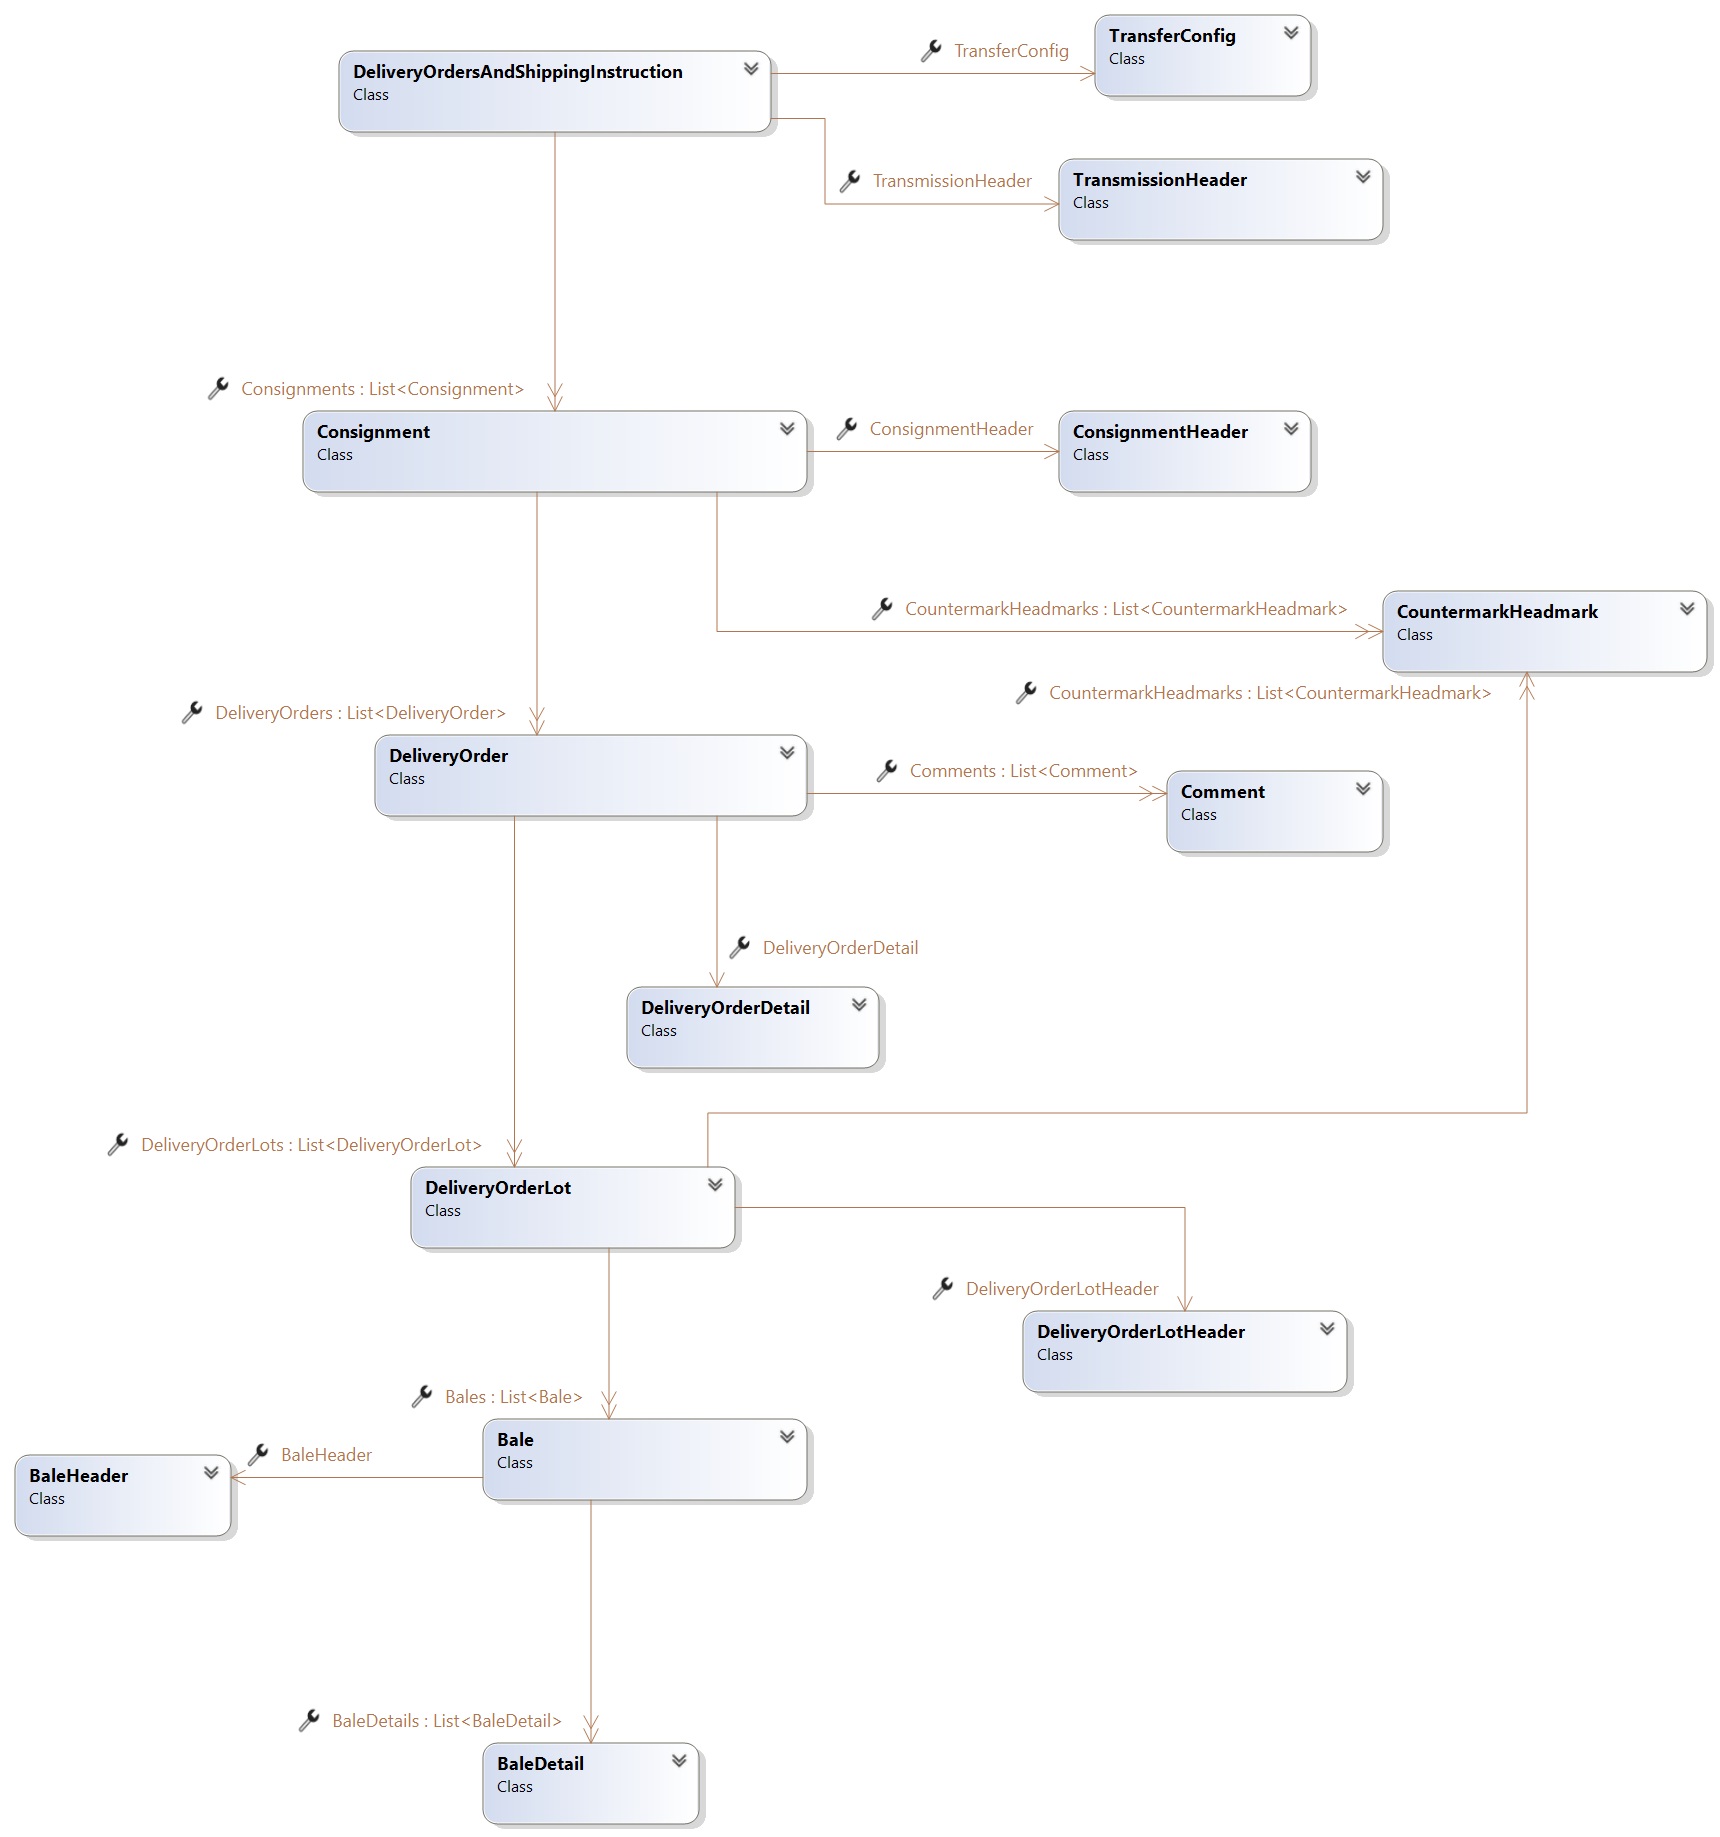 TransferConfig
TransferConfig
Class
DeliveryOrdersAndShippingInstruction
Class
TransmissionHeader
TransmissionHeader
Class
Consignments : List<Consignment>
Consignment
Class
ConsignmentHeader
ConsignmentHeader
Class
CountermarkHeadmarks : List<CountermarkHeadmark>
CountermarkHeadmark
Class
CountermarkHeadmarks : List<CountermarkHeadmark>
DeliveryOrders : List<DeliveryOrder>
DeliveryOrder
Class
Comments : List<Comment>
Comment
Class
DeliveryOrderDetail
DeliveryOrderDetail
Class
DeliveryOrderLots : List<DeliveryOrderLot>
DeliveryOrderLot
Class
DeliveryOrderLotHeader
DeliveryOrderLotHeader
Class
Bales : List<Bale>
Bale
Class
BaleHeader
BaleHeader
Class
BaleDetails : List<BaleDetail>
BaleDetail
Class